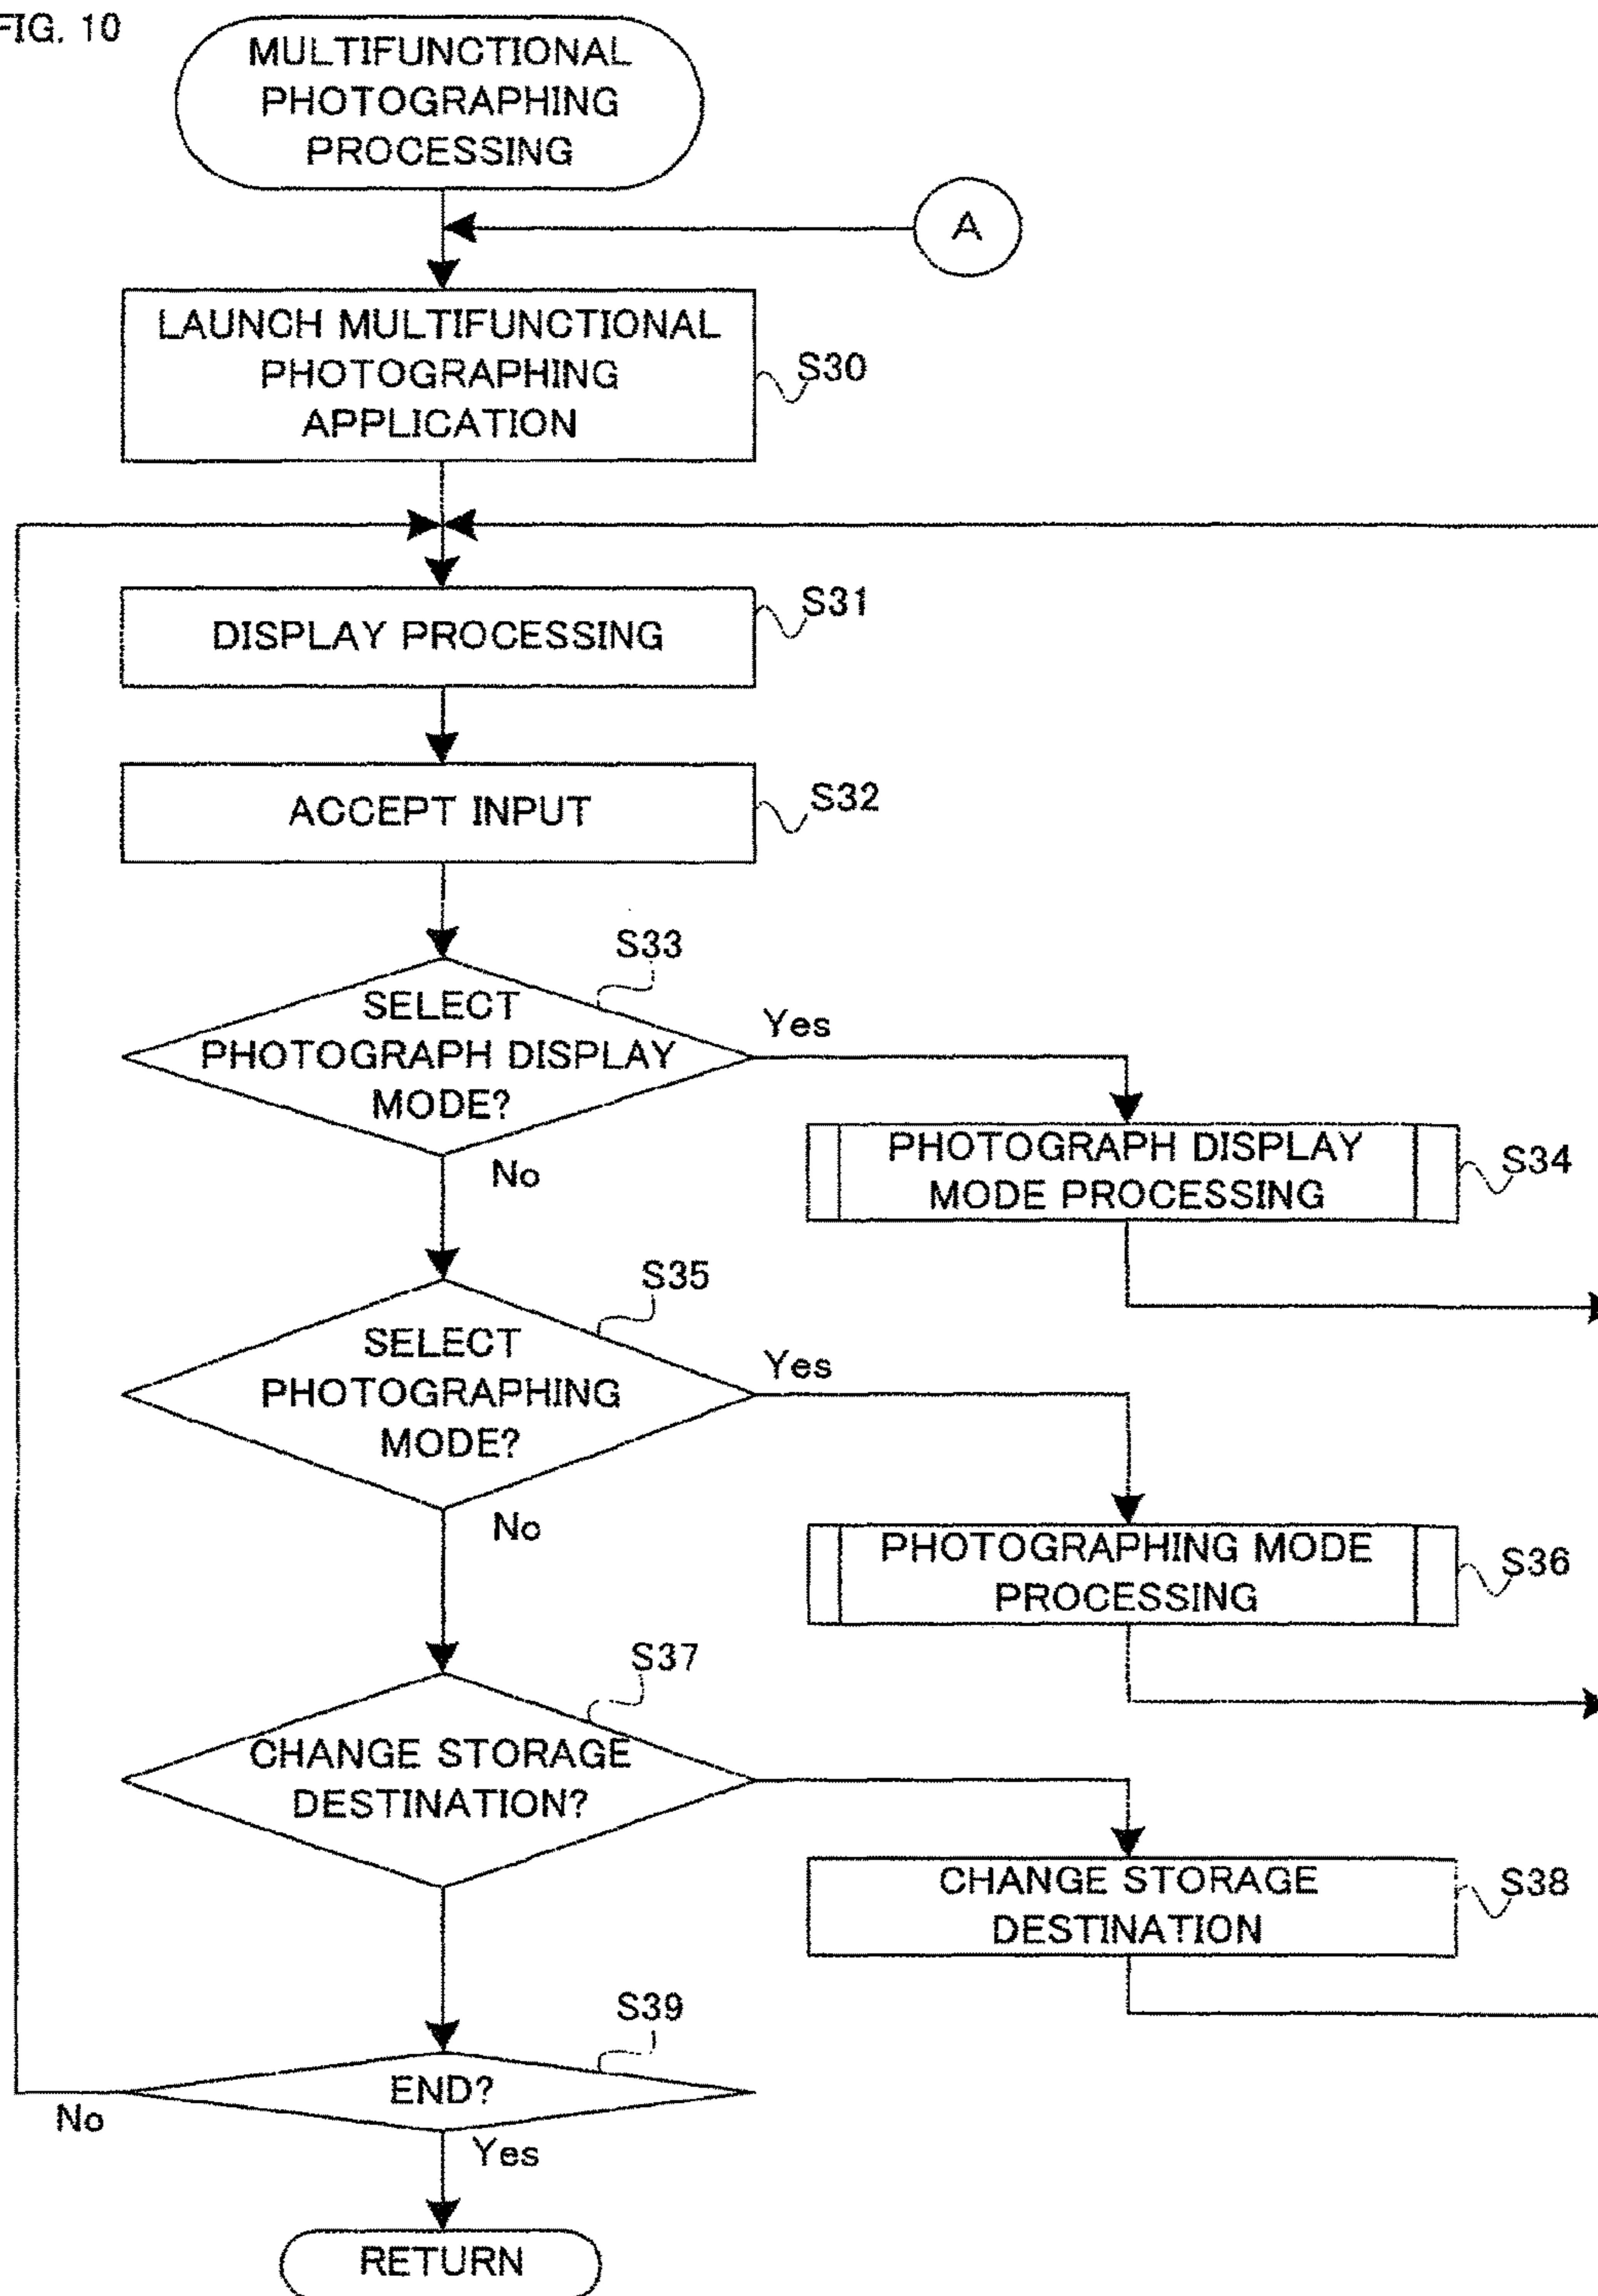 FIG. 10
MULTIFUNCTIONAL
PHOTOGRAPHING
PROCESSING
A
LAUNCH MULTIFUNCTIONAL
PHOTOGRAPHING
APPLICATION
S30
DISPLAY PROCESSING
S31
ACCEPT INPUT
S32
S33
SELECT
PHOTOGRAPH DISPLAY
MODE?
Yes
No
PHOTOGRAPH DISPLAY
MODE PROCESSING
S34
S35
SELECT
PHOTOGRAPHING
MODE?
Yes
No
PHOTOGRAPHING MODE
PROCESSING
S36
S37
CHANGE STORAGE
DESTINATION?
CHANGE STORAGE
DESTINATION
S38
S39
END?
No
Yes
RETURN